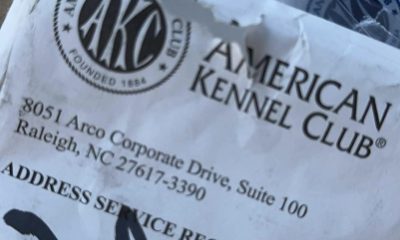 AKC
FOUNDED 1884
CLUB
AMERICAN
KENNEL CLUB®
8051 Arco Corporate Drive, Suite 100
Raleigh, NC 27617-3390
ADDRESS SERVICE